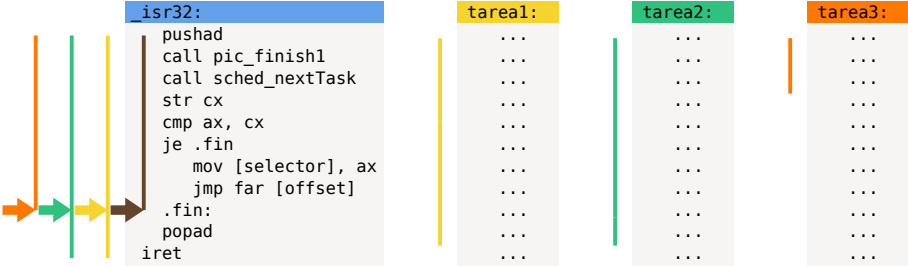 _isr32:
pushad
call pic_finish1
call sched_nextTask
str cx
cmp ax, cx
je .fin
mov [selector], ax
jmp far [offset]
.fin:
popad
iret
tarea1:
...
...
...
...
...
...
...
...
...
...
...
tarea2:
...
...
...
...
...
...
...
...
...
...
...
tarea3:
...
...
...
...
...
...
...
...
...
...
...